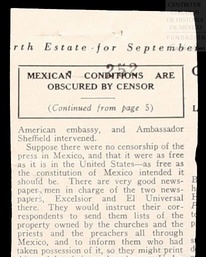 rth Estate for September
252
MEXICAN CONDITIONS ARE
OBSCURED BY CENSOR
(Continued from page 5)
American embassy, and Ambassador
Sheffield intervened.
Suppose there were no censorship of the
press in Mexico, and that it were as free
as it is in the United States—as free as
the constitution of Mexico intended it
should be. There are very good news-
paper men in charge of the two news-
papers, Excelsior and El Universal
there. They would instruct their cor-
respondents to send them lists of the
property owned by the churches and the
priests and the preachers all through
Mexico, and to inform them who had
taken possession of it, so they might print